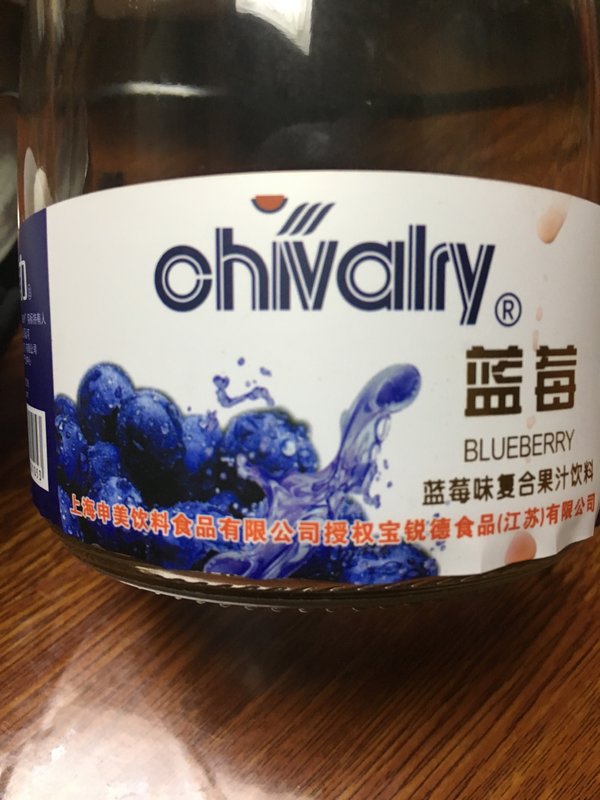 chivalry®
蓝莓
BLUEBERRY
蓝莓味复合果汁饮料
上海申美饮料食品有限公司授权宝锐德食品(江苏)有限公司